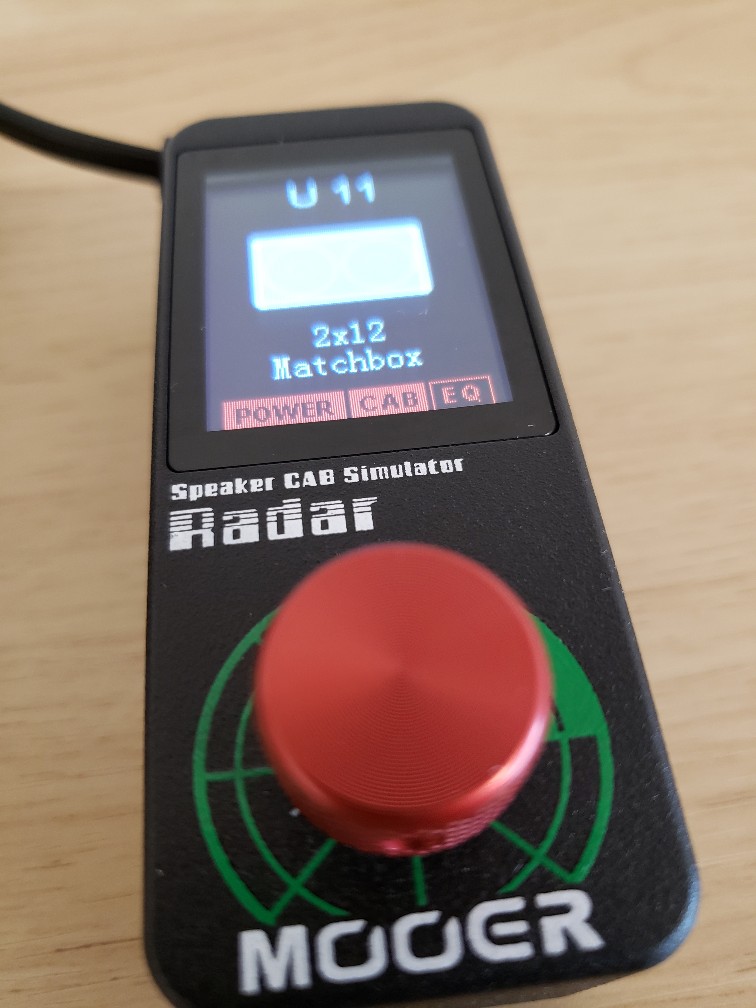 U 11
2x12
Matchbox
POWER CAB EQ
Speaker CAB Simulator
Radar
MOOER